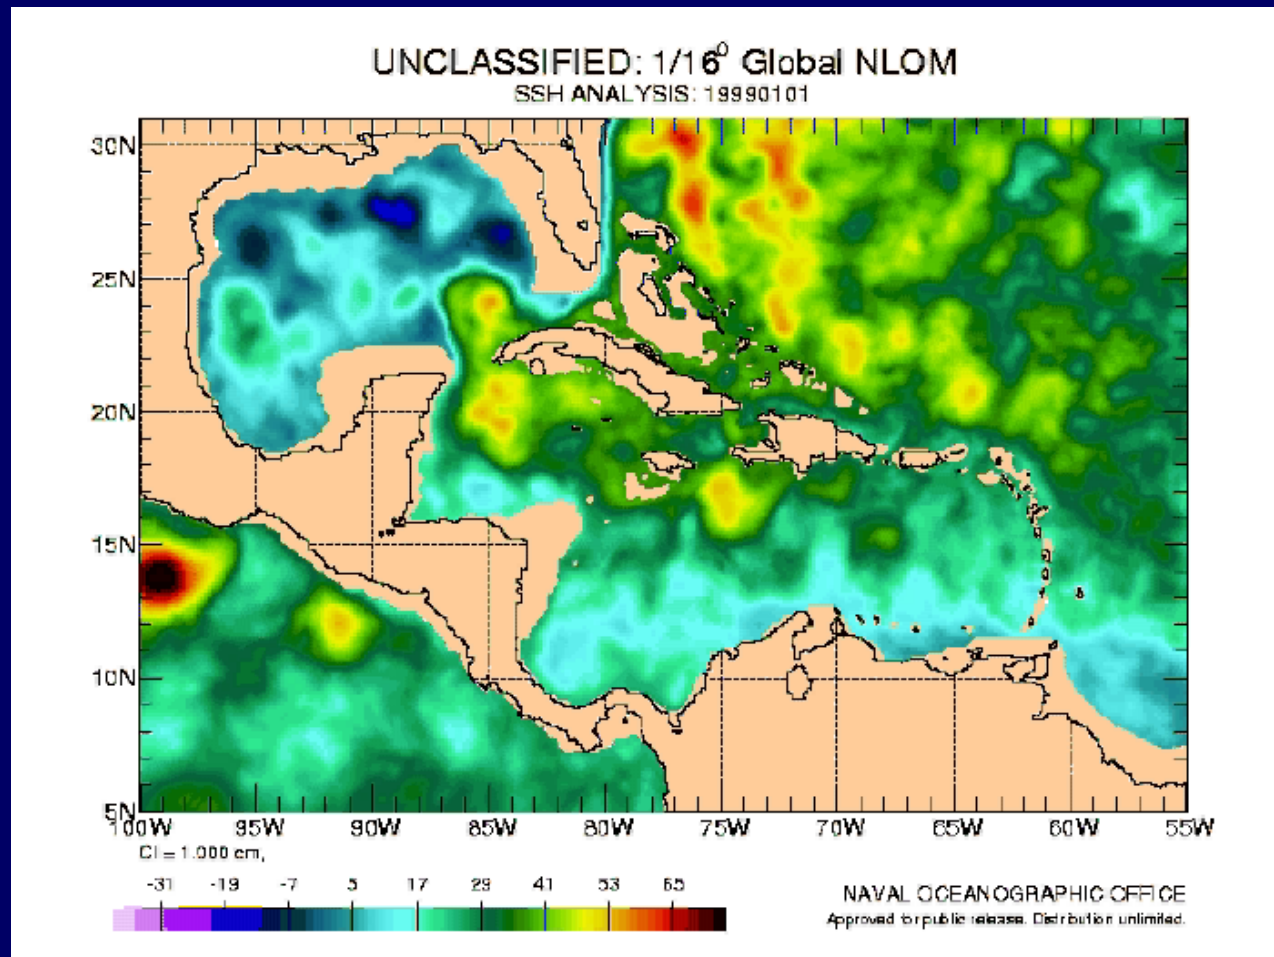 UNCLASSIFIED: 1/16° Global NLOM
SSH ANALYSIS: 19990101
30N
25N
20N
15N
10N
5N
100W 95W 90W 85W 80W 75W 70W 65W 60W 55W
CI = 1.000 cm,
-31 -19 -7 5 17 29 41 53 65
NAVAL OCEANOGRAPHIC OFFICE
Approved for public release. Distribution unlimited.